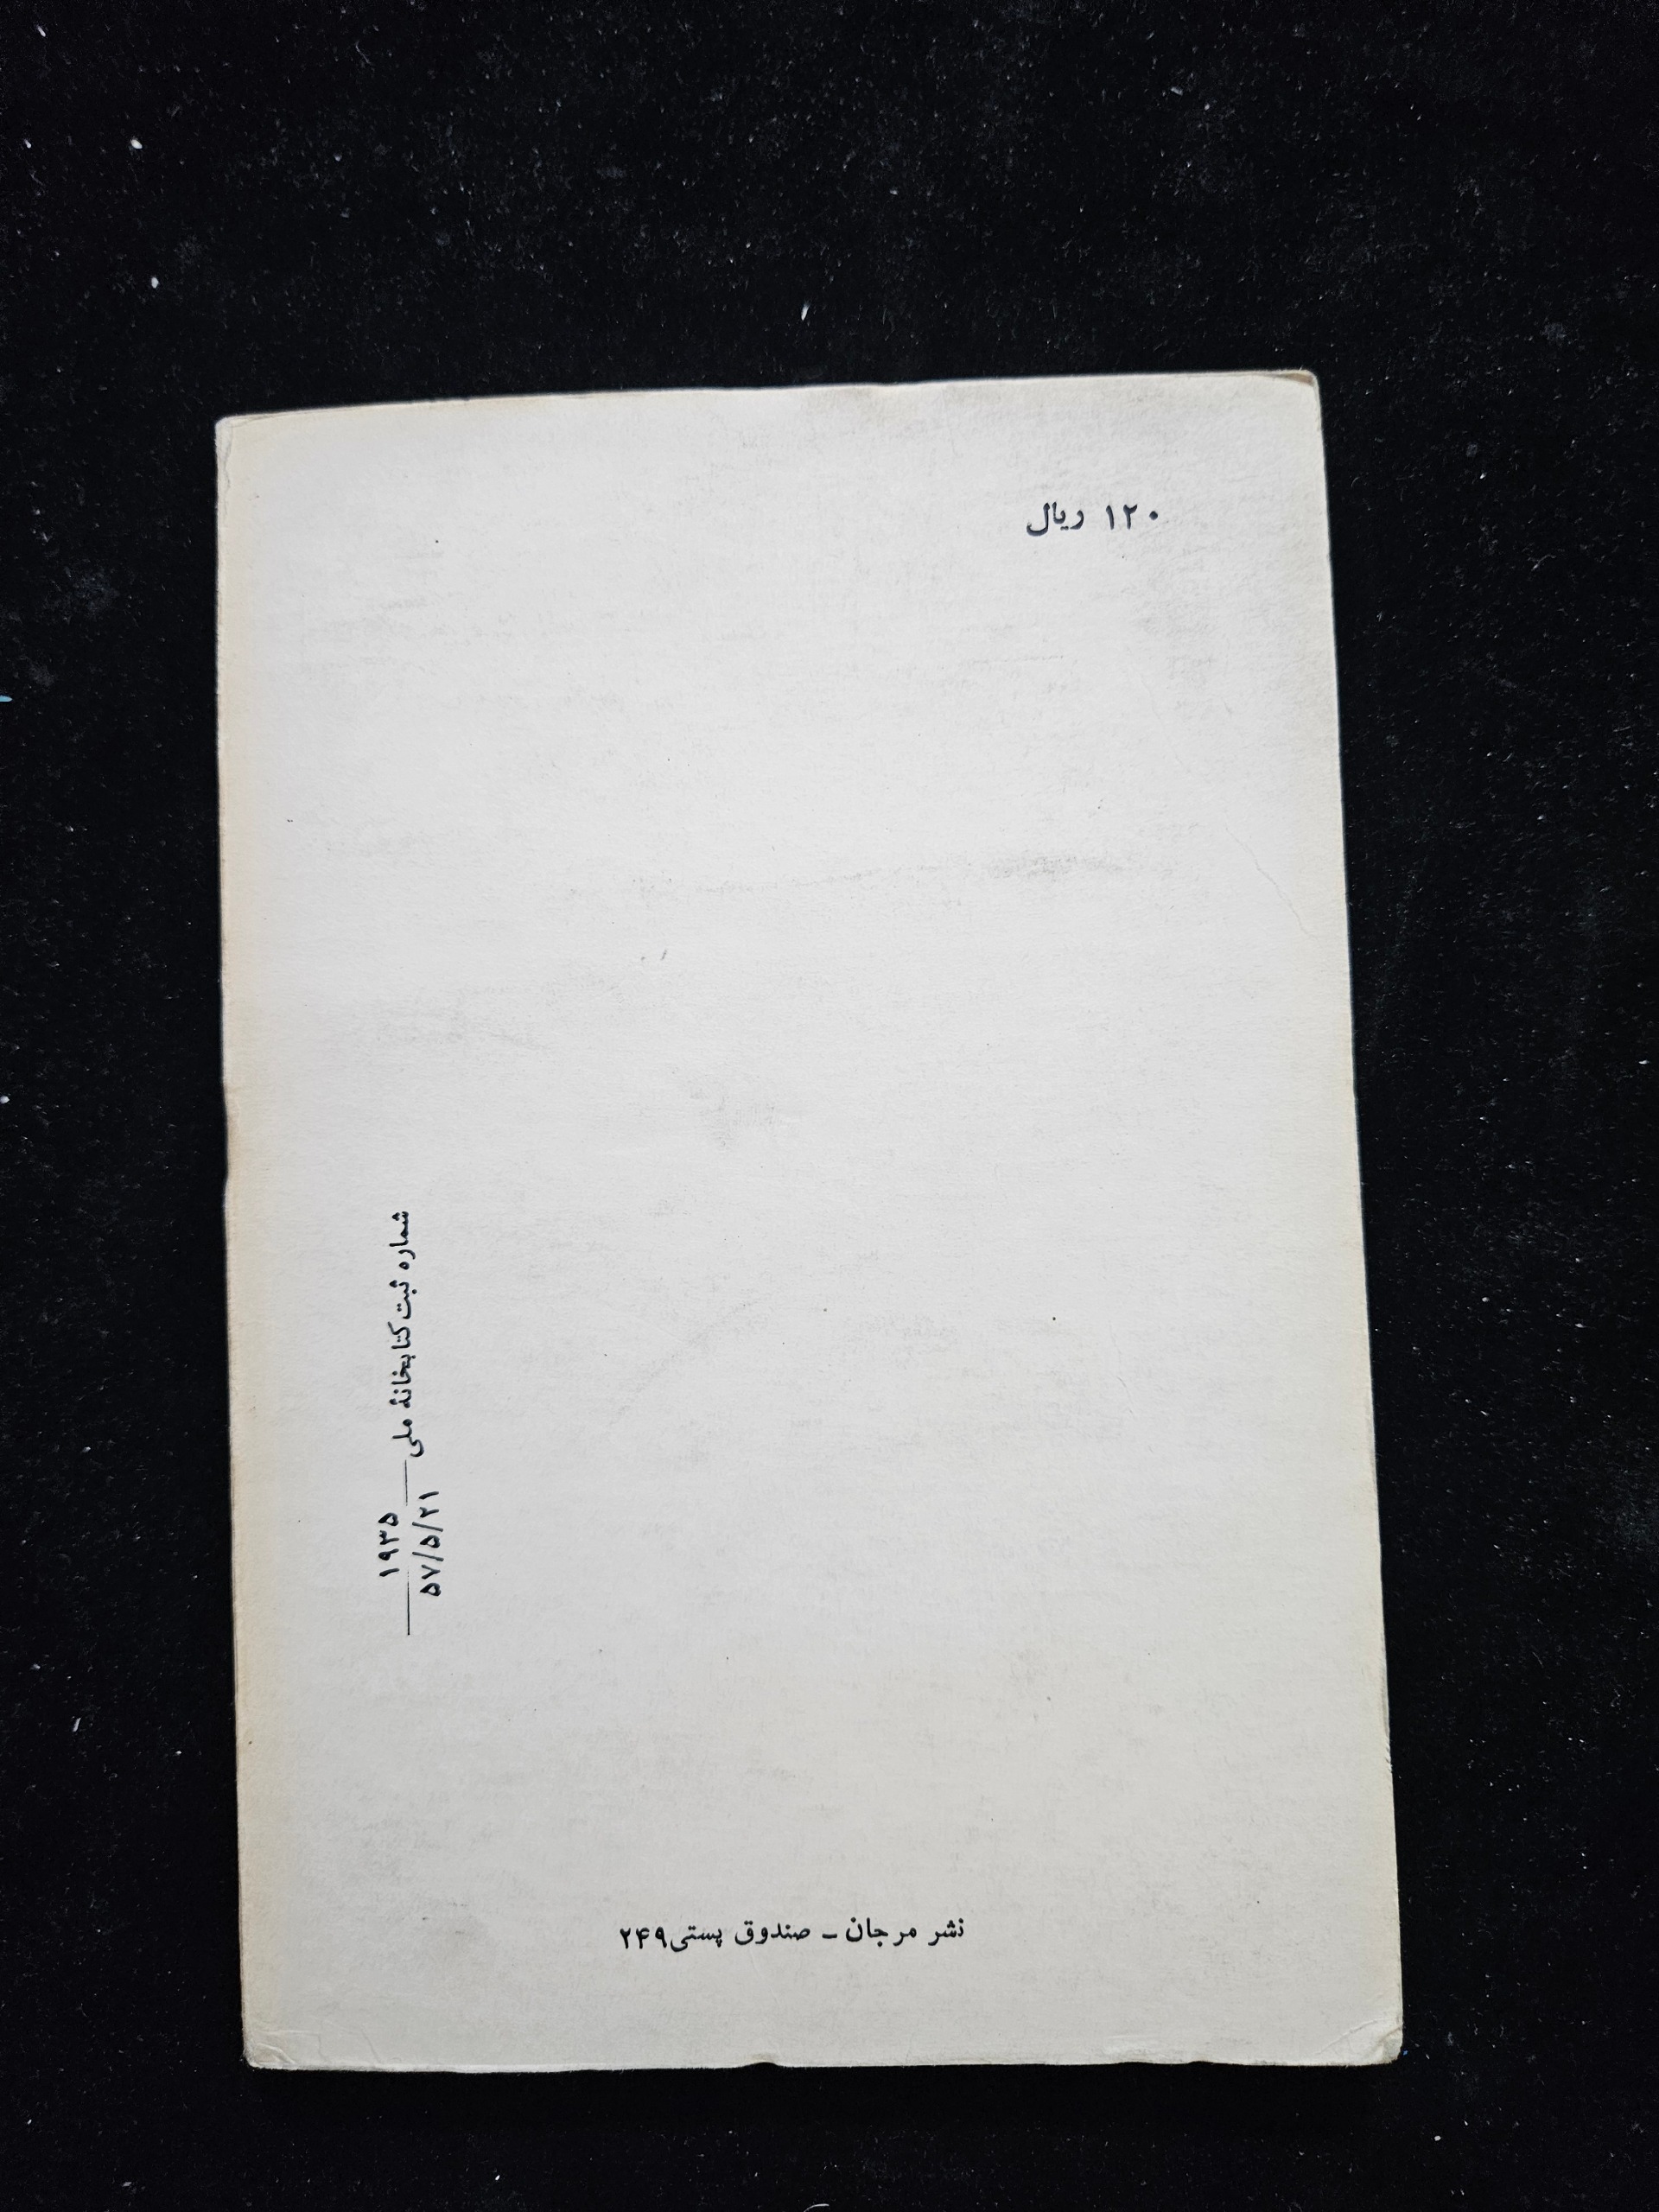 ۱۲۰ ریال
شماره ثبت کتابخانهٔ ملی ۱۹۳۵
۵۷/۵/۲۱
نشر مرجان - صندوق پستی ۲۴۹